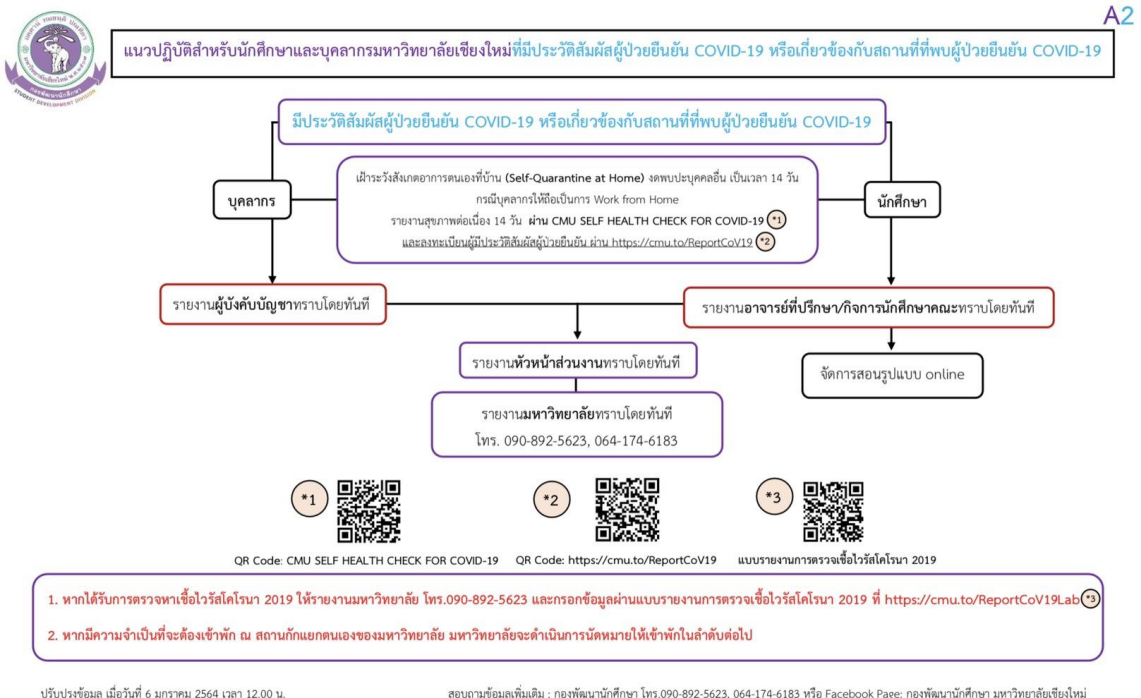 A2
แนวปฏิบัติสำหรับนักศึกษาและบุคลากรมหาวิทยาลัยเชียงใหม่ที่มีประวัติสัมผัสผู้ป่วยยืนยัน COVID-19 หรือเกี่ยวข้องกับสถานที่ที่พบผู้ป่วยยืนยัน COVID-19
STUDENT DEVELOPMENT DIVISION
มีประวัติสัมผัสผู้ป่วยยืนยัน COVID-19 หรือเกี่ยวข้องกับสถานที่ที่พบผู้ป่วยยืนยัน COVID-19
บุคลากร
เฝ้าระวังสังเกตอาการตนเองที่บ้าน (Self-Quarantine at Home) งดพบปะบุคคลอื่น เป็นเวลา 14 วัน
กรณีบุคลากรให้ถือเป็นการ Work from Home
รายงานสุขภาพต่อเนื่อง 14 วัน ผ่าน CMU SELF HEALTH CHECK FOR COVID-19 *1
และลงทะเบียนผู้มีประวัติสัมผัสผู้ป่วยยืนยัน ผ่าน https://cmu.to/ReportCoV19 *2
นักศึกษา
รายงานผู้บังคับบัญชาทราบโดยทันที
รายงานอาจารย์ที่ปรึกษา/กิจการนักศึกษาคณะทราบโดยทันที
รายงานหัวหน้าส่วนงานทราบโดยทันที
จัดการสอนรูปแบบ online
รายงานมหาวิทยาลัยทราบโดยทันที
โทร. 090-892-5623, 064-174-6183
*1
*2
*3
QR Code: CMU SELF HEALTH CHECK FOR COVID-19
QR Code: https://cmu.to/ReportCoV19
แบบรายงานการตรวจเชื้อไวรัสโคโรนา 2019
1. หากได้รับการตรวจหาเชื้อไวรัสโคโรนา 2019 ให้รายงานมหาวิทยาลัย โทร.090-892-5623 และกรอกข้อมูลผ่านแบบรายงานการตรวจเชื้อไวรัสโคโรนา 2019 ที่ https://cmu.to/ReportCoV19Lab *3
2. หากมีความจำเป็นที่จะต้องเข้าพัก ณ สถานกักแยกตนเองของมหาวิทยาลัย มหาวิทยาลัยจะดำเนินการนัดหมายให้เข้าพักในลำดับต่อไป
ปรับปรุงข้อมูล เมื่อวันที่ 6 มกราคม 2564 เวลา 12.00 น.
สอบถามข้อมูลเพิ่มเติม : กองพัฒนานักศึกษา โทร.090-892-5623, 064-174-6183 หรือ Facebook Page: กองพัฒนานักศึกษา มหาวิทยาลัยเชียงใหม่